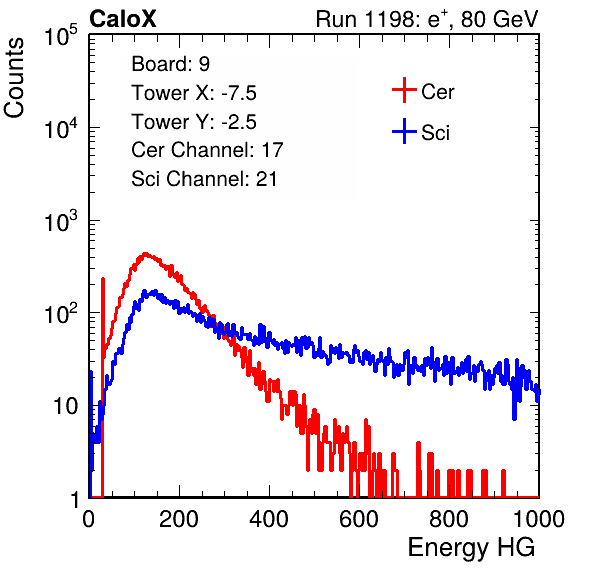 CaloX Run 1198: e⁺, 80 GeV
Counts
10⁵
10⁴
10³
10²
10
1
Board: 9
Tower X: -7.5
Tower Y: -2.5
Cer Channel: 17
Sci Channel: 21
Cer
Sci
0 200 400 600 800 1000
Energy HG